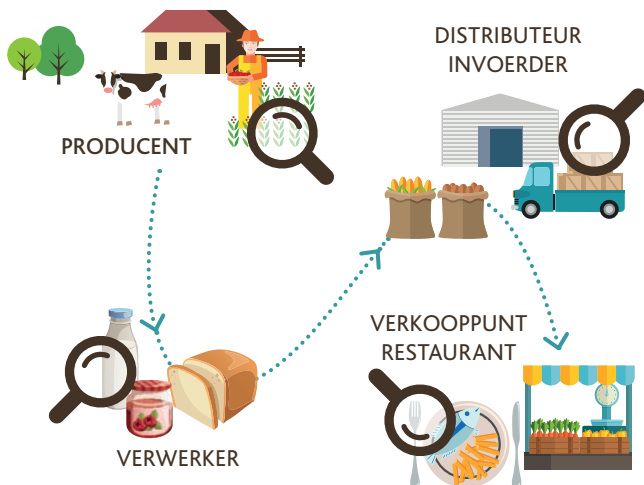 PRODUCENT
DISTRIBUTEUR
INVOERDER
VERWERKER
VERKOOPPUNT
RESTAURANT